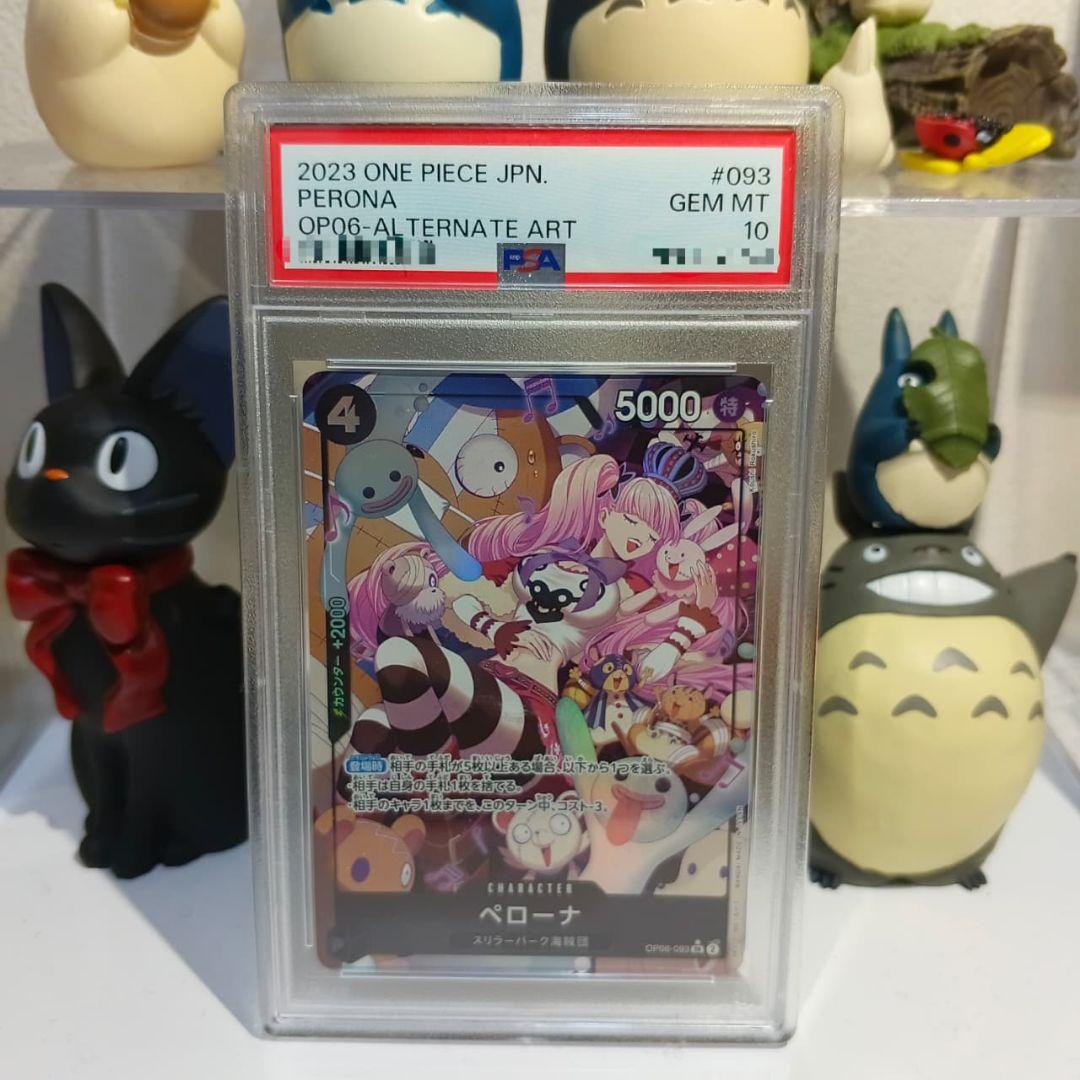 2023 ONE PIECE JPN. #093
PERONA GEM MT
OP06-ALTERNATE ART 10
PSA
4 5000 特
カウンター +2000
登場時 相手の手札が5枚以上ある場合、以下から1つを選ぶ。
・相手は自身の手札1枚を捨てる。
・相手のキャラ1枚までを、このターン中、コスト-3。
CHARACTER
ペローナ
スリラーバーク海賊団
OP06-093 SR 2